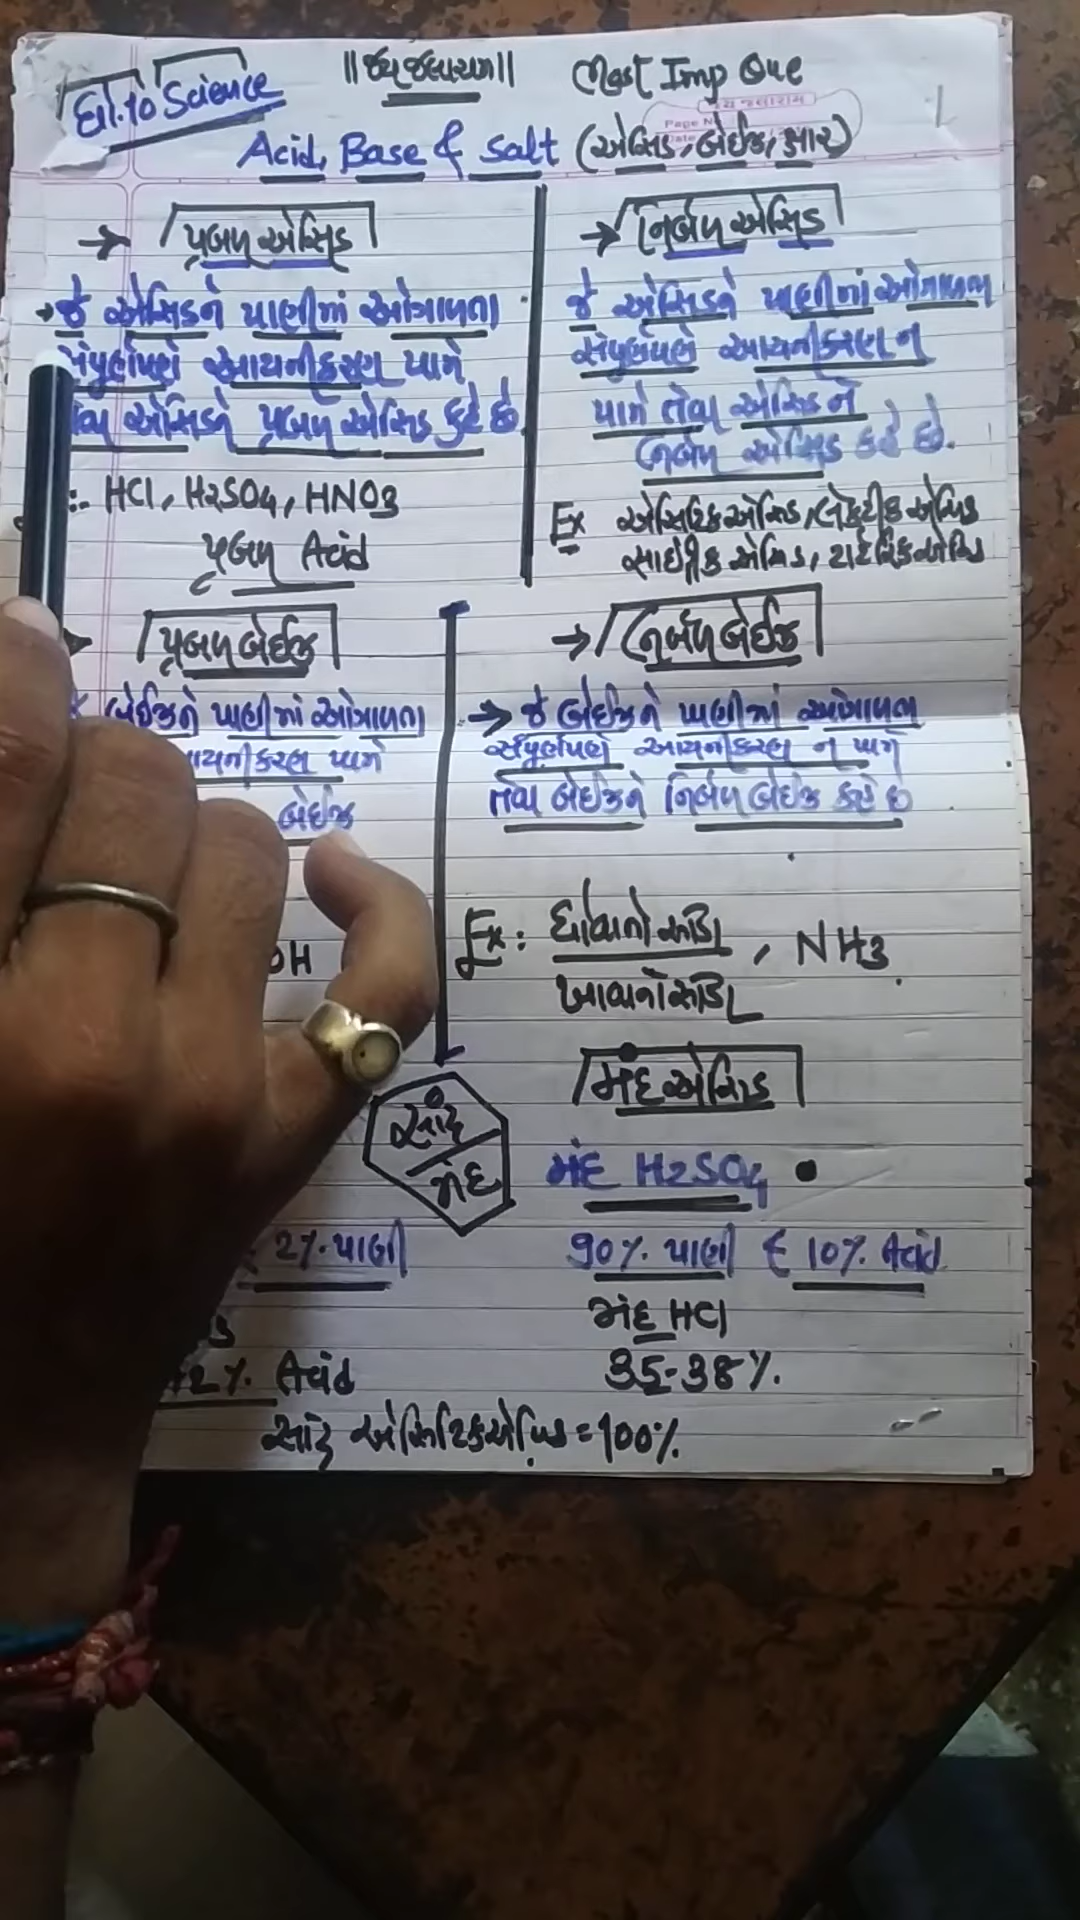 ધો.10 Science
॥જય જલારામ॥
Most Imp Que
Acid, Base & Salt (એસિડ, બેઈઝ, ક્ષાર)
→ પ્રબળ એસિડ
→ જે એસિડને પાણીમાં ઓગાળતા
સંપૂર્ણપણે આયનીકરણ પામે
તેવા એસિડને પ્રબળ એસિડ કહે છે.
:- HCl, H2SO4, HNO3
પ્રબળ Acid
→ નિર્બળ એસિડ
જે એસિડને પાણીમાં ઓગાળતા
સંપૂર્ણપણે આયનીકરણ ન
પામે તેવા એસિડને
નિર્બળ એસિડ કહે છે.
Ex એસિટિક એસિડ, લેક્ટીક એસિડ
સાઇટ્રીક એસિડ, ટાર્ટરિક એસિડ
પ્રબળ બેઈઝ
બેઈઝને પાણીમાં ઓગાળતા
આયનીકરણ પામે
બેઈઝ
OH
→ નિર્બળ બેઈઝ
→ જે બેઈઝને પાણીમાં ઓગાળતા
સંપૂર્ણપણે આયનીકરણ ન પામે
તેવા બેઈઝને નિર્બળ બેઈઝ કહે છે
Ex: ધોવાનો સોડા, NH3
ખાવાનો સોડા
સાંદ્ર
મંદ
2% પાણી
2% Acid
મંદ એસિડ
મંદ H2SO4
90% પાણી & 10% Acid
મંદ HCl
35-38%.
સાંદ્ર એસિટિક એસિડ = 100%